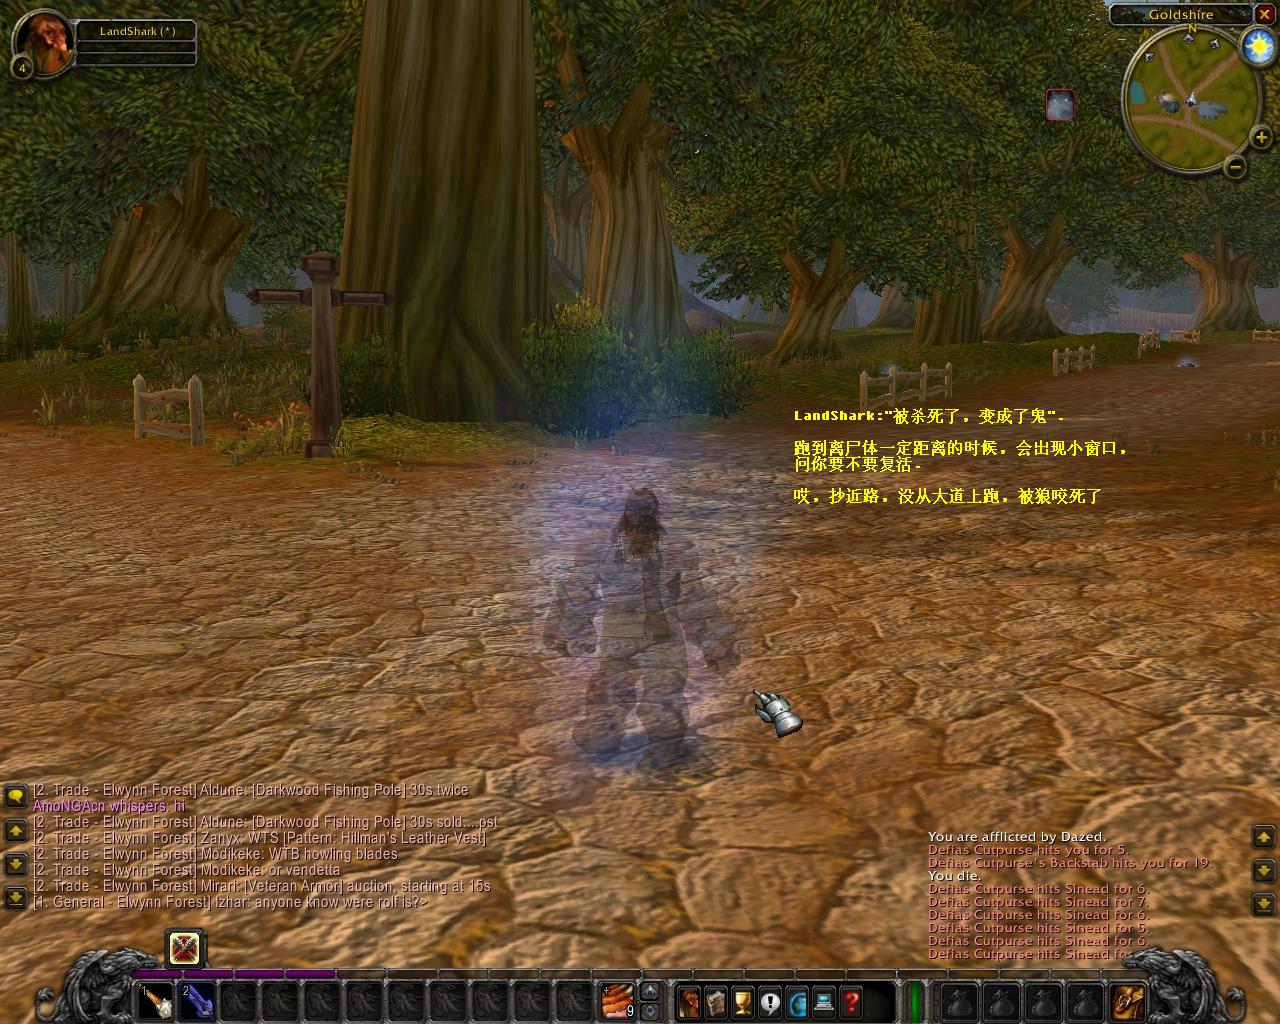 LandShark (*)
4
Goldshire
N
LandShark:"被杀死了，变成了鬼".
跑到离尸体一定距离的时候，会出现小窗口，
问你要不要复活.
哎，抄近路，没从大道上跑，被狼咬死了
[2. Trade - Elwynn Forest] Aldune: [Darkwood Fishing Pole] 30s twice
AmoNGAcn whispers: hi
[2. Trade - Elwynn Forest] Aldune: [Darkwood Fishing Pole] 30s sold....pst
[2. Trade - Elwynn Forest] Zanyx: WTS [Pattern: Hillman's Leather Vest]
[2. Trade - Elwynn Forest] Modikeke: WTB howling blades
[2. Trade - Elwynn Forest] Modikeke: or vendetta
[2. Trade - Elwynn Forest] Mirari: [Veteran Armor] auction, starting at 15s
[1. General - Elwynn Forest] Izhar: anyone know were rolf is?>
You are afflicted by Dazed.
Defias Cutpurse hits you for 5.
Defias Cutpurse's Backstab hits you for 19.
You die.
Defias Cutpurse hits Sinead for 6.
Defias Cutpurse hits Sinead for 7.
Defias Cutpurse hits Sinead for 6.
Defias Cutpurse hits Sinead for 6.
Defias Cutpurse hits Sinead for 5.
Defias Cutpurse hits Sinead for 6.
Defias Cutpurse hits Sinead for
1
2
9